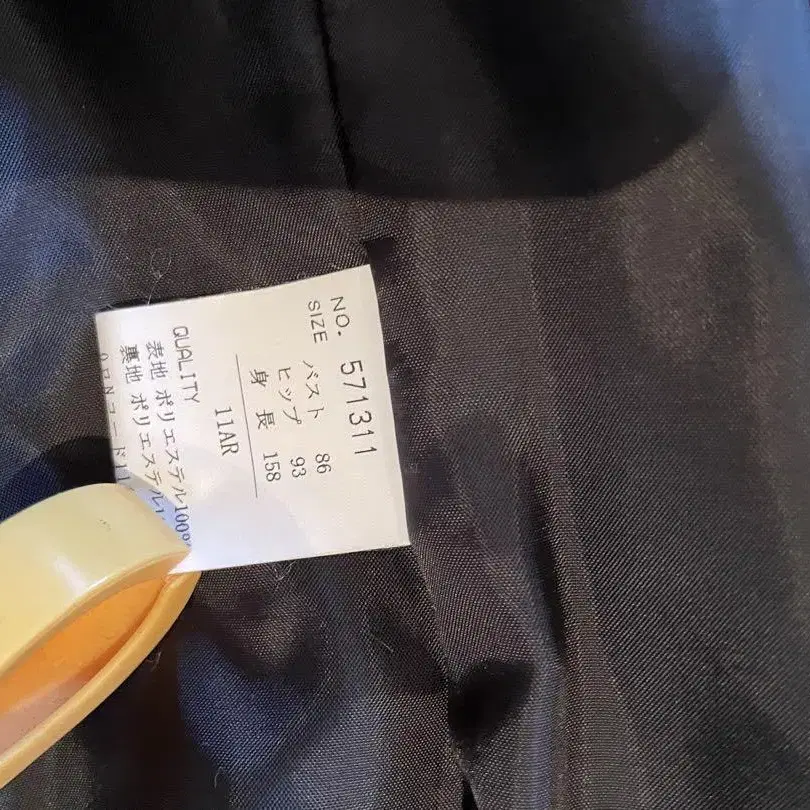 NO. 571311
SIZE バスト 86
ヒップ 93
身長 158
11AR
QUALITY
表地 ポリエステル100%
裏地 ポリエステル